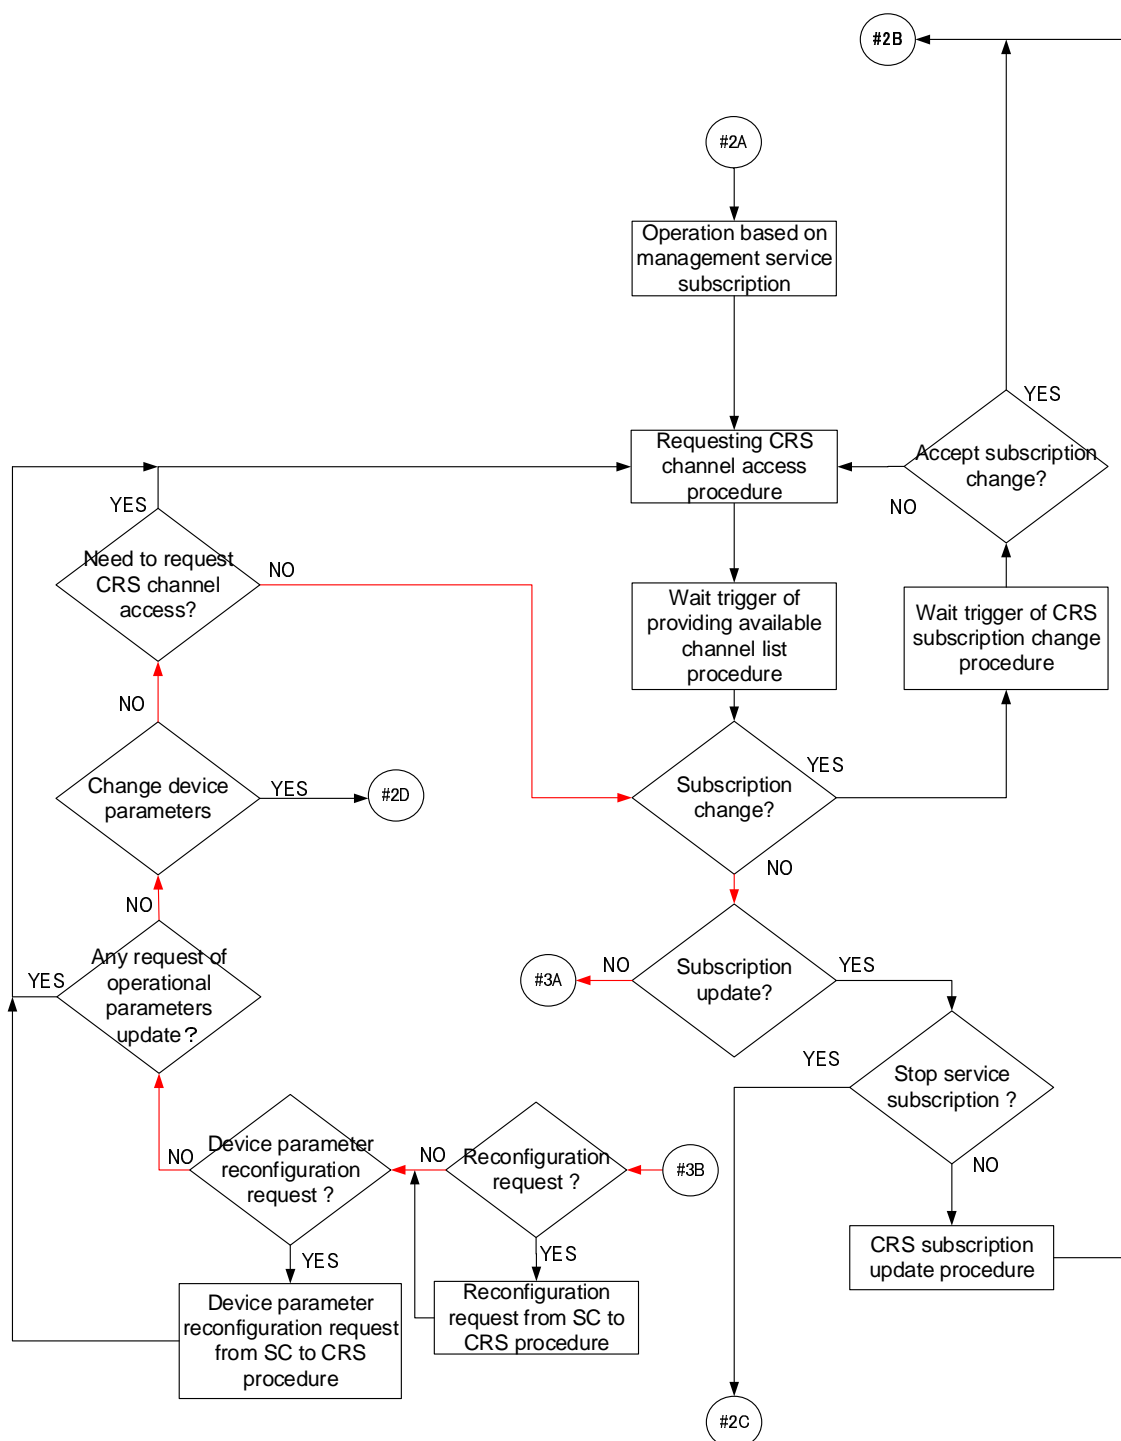 #2B
#2A
Operation based on
management service
subscription
YES
Requesting CRS
channel access
procedure
Accept subscription
change?
NO
YES
Need to request
CRS channel
access?
NO
Wait trigger of
providing available
channel list
procedure
Wait trigger of CRS
subscription change
procedure
NO
Change device
parameters
YES
#2D
Subscription
change?
YES
NO
NO
Any request of
operational
parameters
update?
YES
#3A
NO
Subscription
update?
YES
YES
Stop service
subscription ?
NO
Device parameter
reconfiguration
request ?
NO
NO
Reconfiguration
request ?
#3B
YES
YES
NO
CRS subscription
update procedure
Device parameter
reconfiguration request
from SC to CRS
procedure
Reconfiguration
request from SC to
CRS procedure
#2C